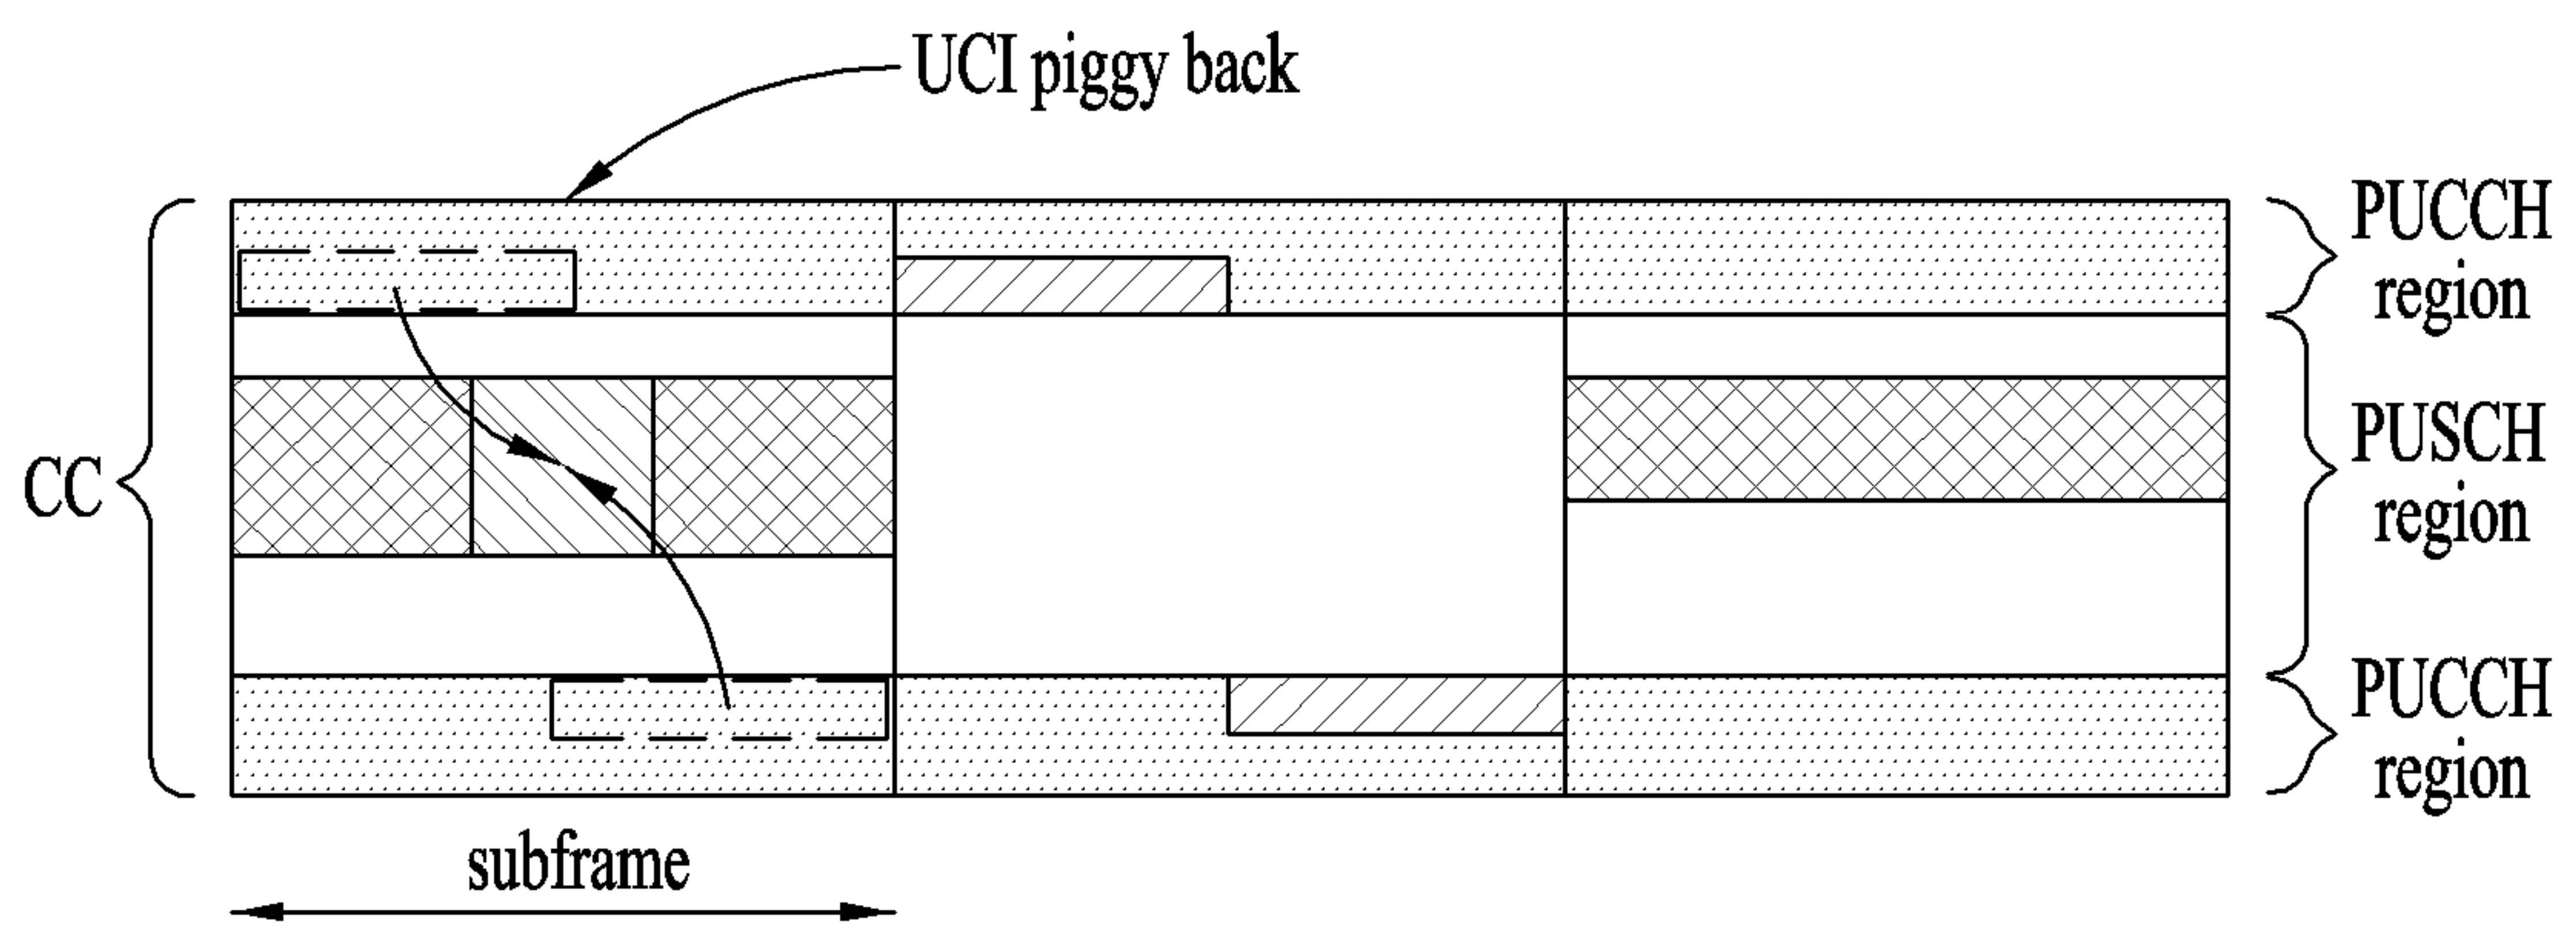 UCI piggy back
PUCCH
region
CC
PUSCH
region
PUCCH
region
subframe